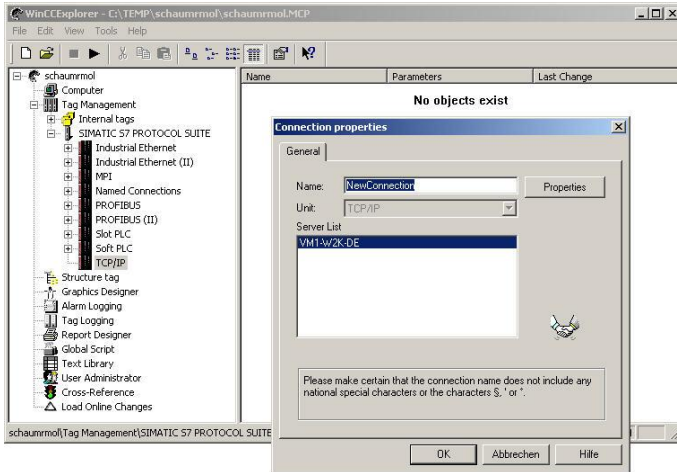 WinCCExplorer - C:\TEMP\schaumrmol\schaumrmol.MCP
File Edit View Tools Help
schaumrmol
Computer
Tag Management
Internal tags
SIMATIC S7 PROTOCOL SUITE
Industrial Ethernet
Industrial Ethernet (II)
MPI
Named Connections
PROFIBUS
PROFIBUS (II)
Slot PLC
Soft PLC
TCP/IP
Structure tag
Graphics Designer
Alarm Logging
Tag Logging
Report Designer
Global Script
Text Library
User Administrator
Cross-Reference
Load Online Changes
Name Parameters Last Change
No objects exist
Connection properties
General
Name: NewConnection Properties
Unit: TCP/IP
Server List
VM1-W2K-DE
Please make certain that the connection name does not include any
national special characters or the characters §, ' or *.
OK Abbrechen Hilfe
schaumrmol\Tag Management\SIMATIC S7 PROTOCOL SUITE